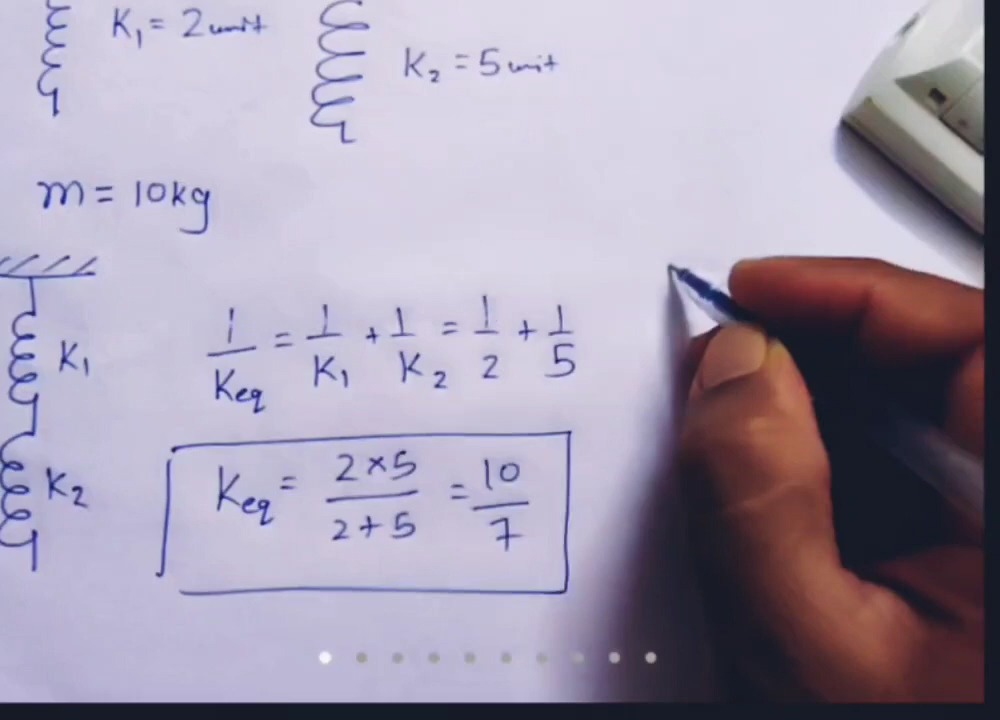 K₁ = 2 unit
K₂ = 5 unit
m = 10kg
K₁
1/Keq = 1/K₁ + 1/K₂ = 1/2 + 1/5
K₂
Keq = 2×5/2+5 = 10/7